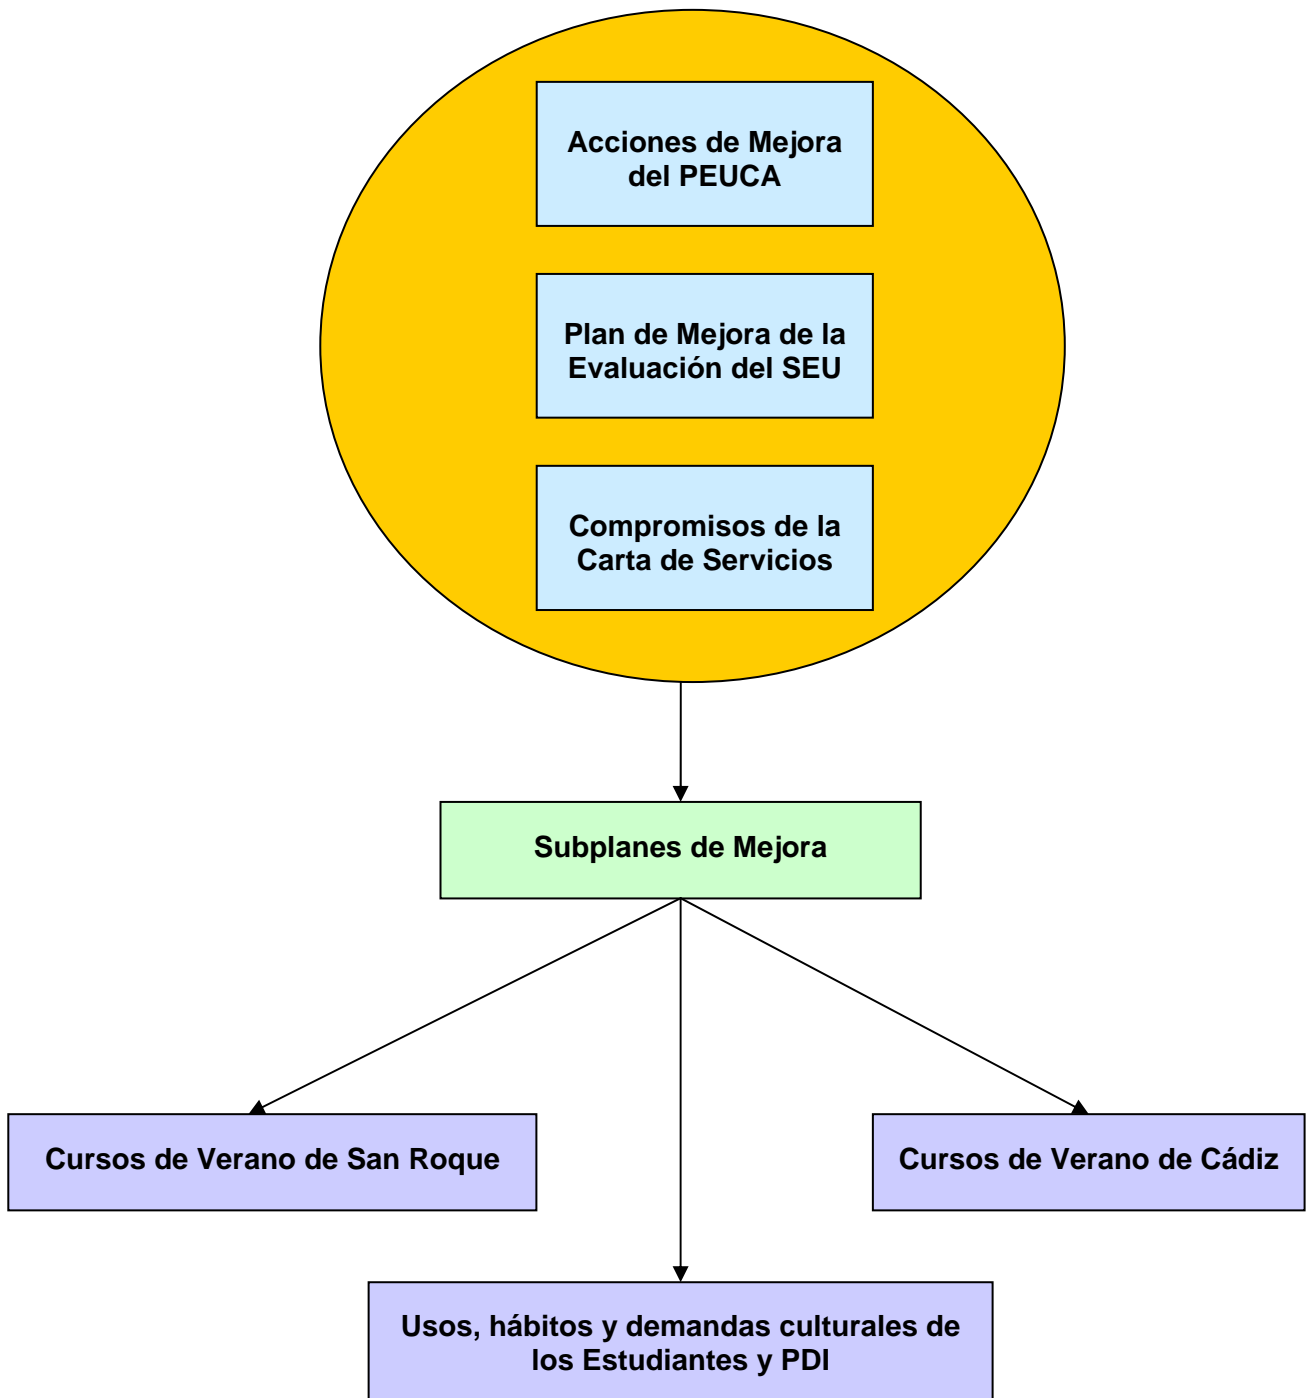 Acciones de Mejora
del PEUCA
Plan de Mejora de la
Evaluación del SEU
Compromisos de la
Carta de Servicios
Subplanes de Mejora
Cursos de Verano de San Roque
Cursos de Verano de Cádiz
Usos, hábitos y demandas culturales de
los Estudiantes y PDI